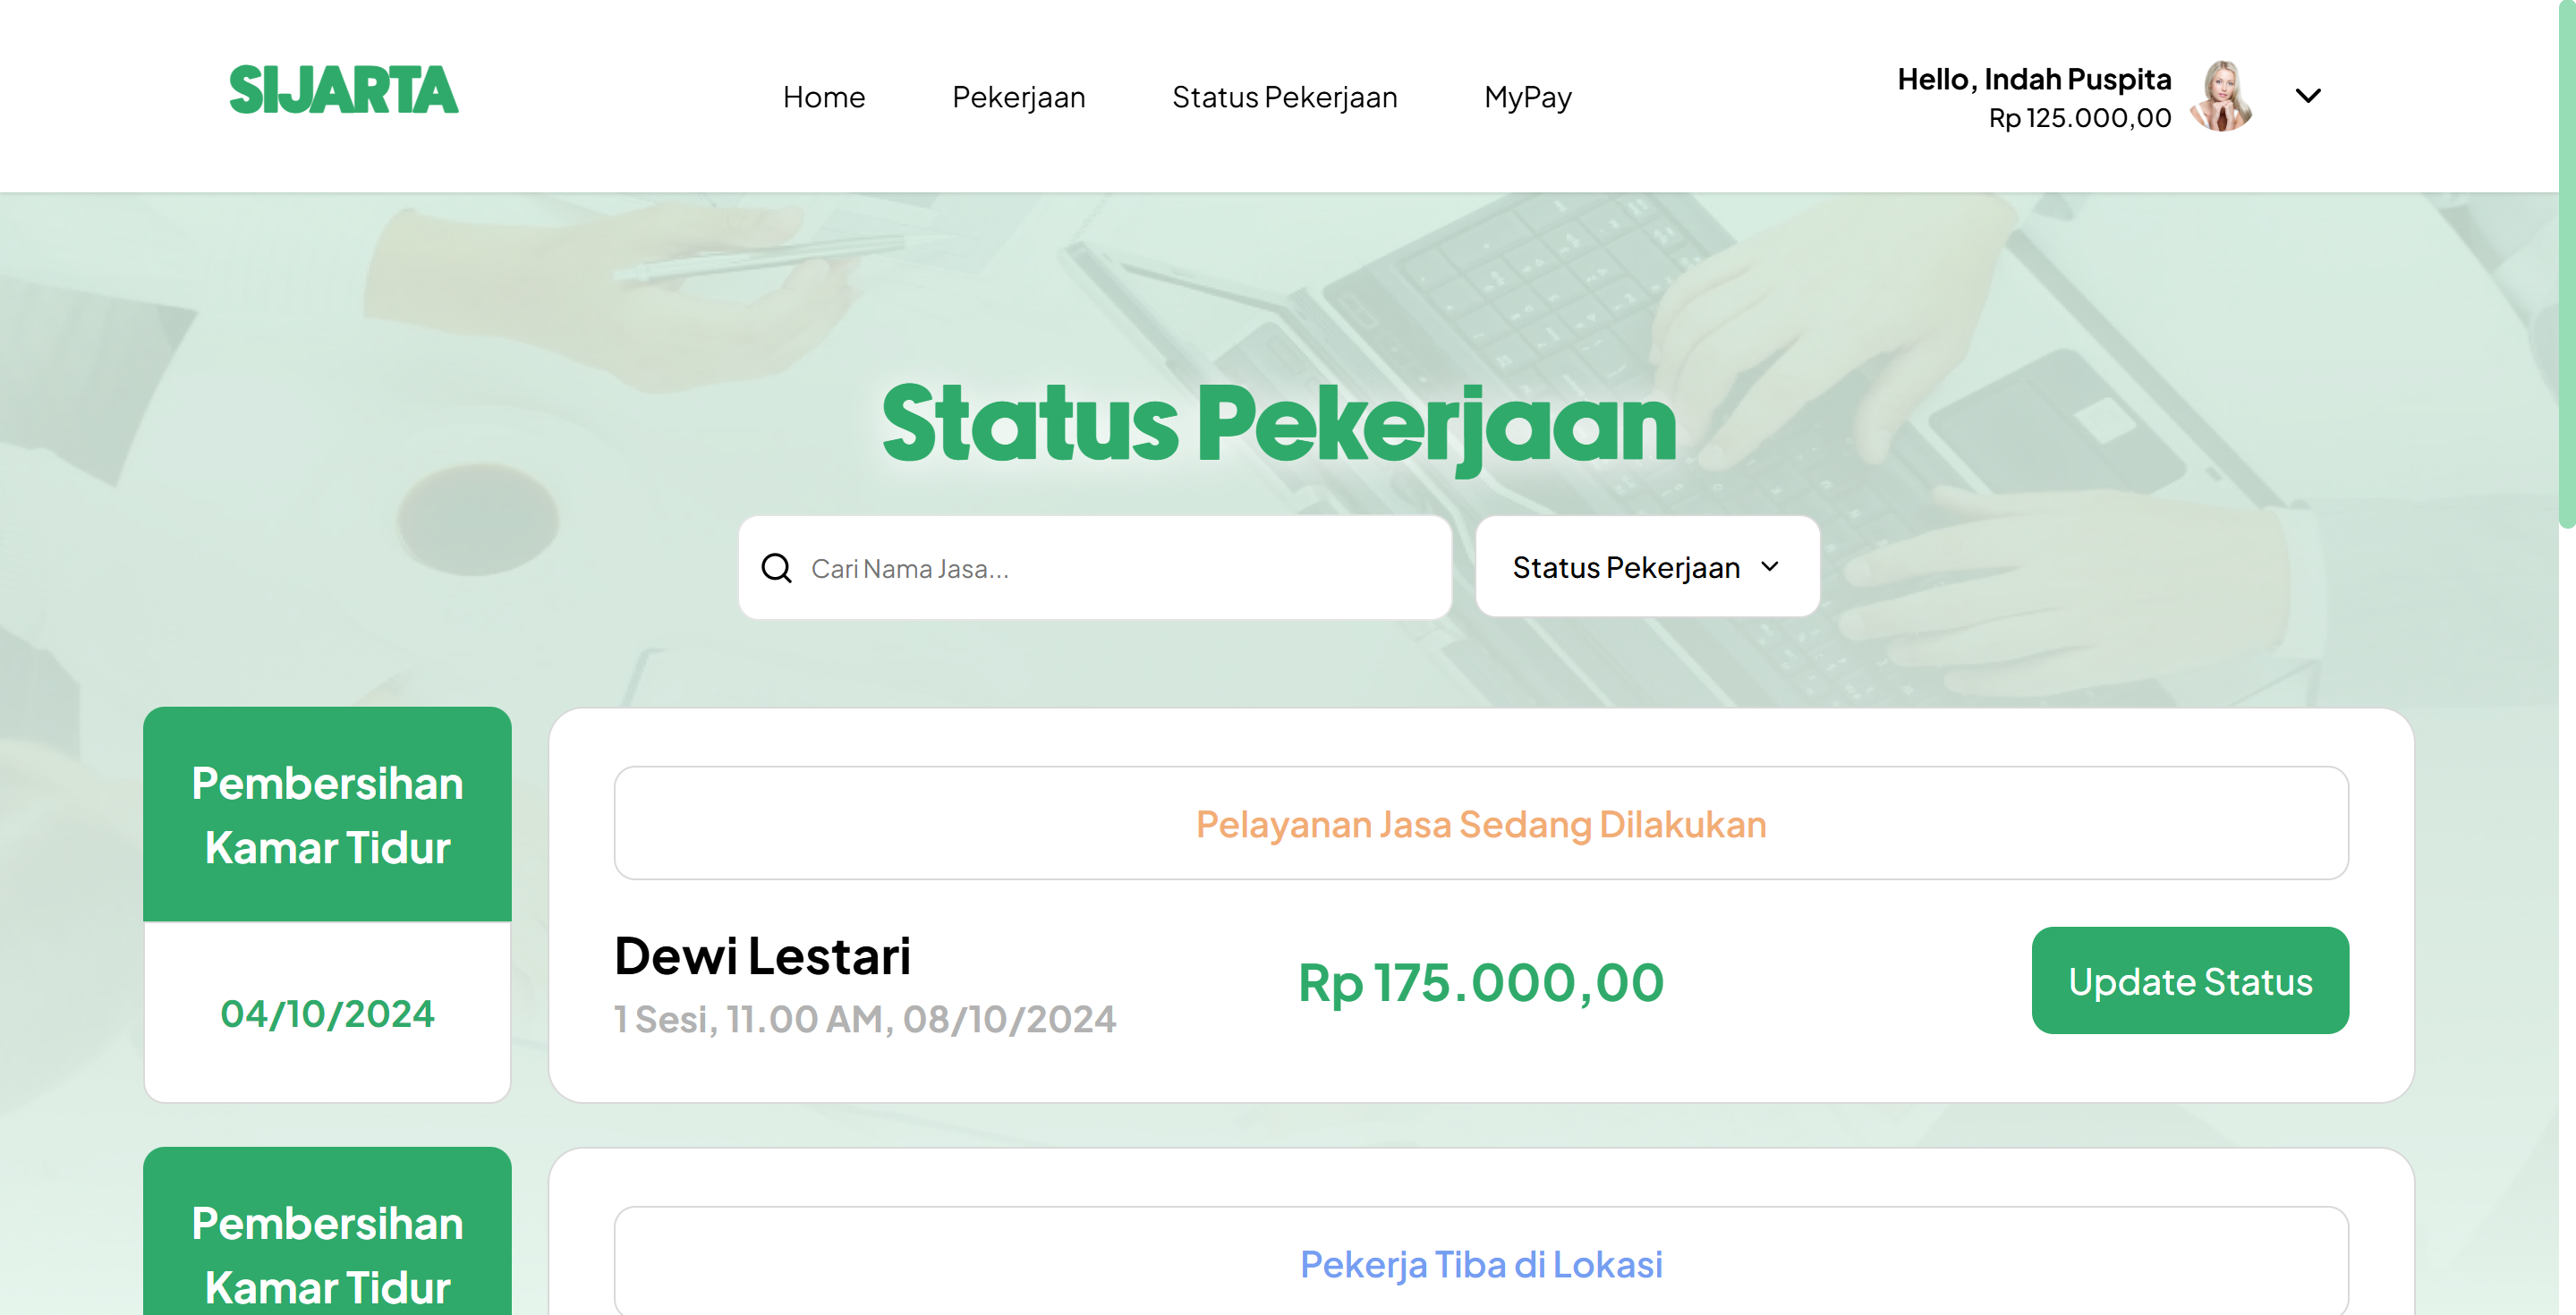 SIJARTA
Home
Pekerjaan
Status Pekerjaan
MyPay
Hello, Indah Puspita
Rp 125.000,00
Status Pekerjaan
Cari Nama Jasa...
Status Pekerjaan
Pembersihan
Kamar Tidur
04/10/2024
Pelayanan Jasa Sedang Dilakukan
Dewi Lestari
1 Sesi, 11.00 AM, 08/10/2024
Rp 175.000,00
Update Status
Pembersihan
Kamar Tidur
Pekerja Tiba di Lokasi